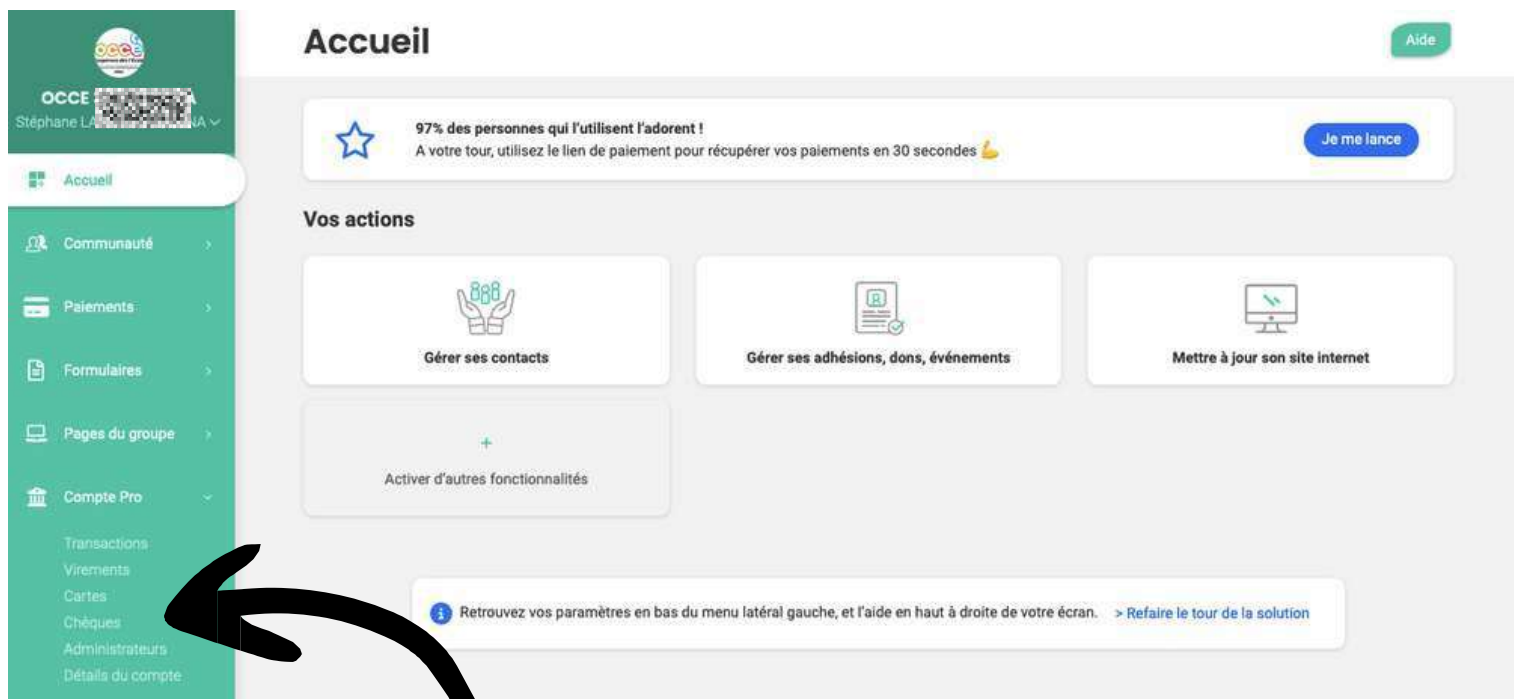 Accueil
Aide
OCCE
Stéphane LA
Accueil
Communauté
Paiements
Formulaires
Pages du groupe
Compte Pro
Transactions
Virements
Cartes
Chèques
Administrateurs
Détails du compte
97% des personnes qui l'utilisent l'adorent !
A votre tour, utilisez le lien de paiement pour récupérer vos paiements en 30 secondes 💪
Je me lance
Vos actions
Gérer ses contacts
Gérer ses adhésions, dons, événements
Mettre à jour son site internet
+
Activer d'autres fonctionnalités
Retrouvez vos paramètres en bas du menu latéral gauche, et l'aide en haut à droite de votre écran. > Refaire le tour de la solution